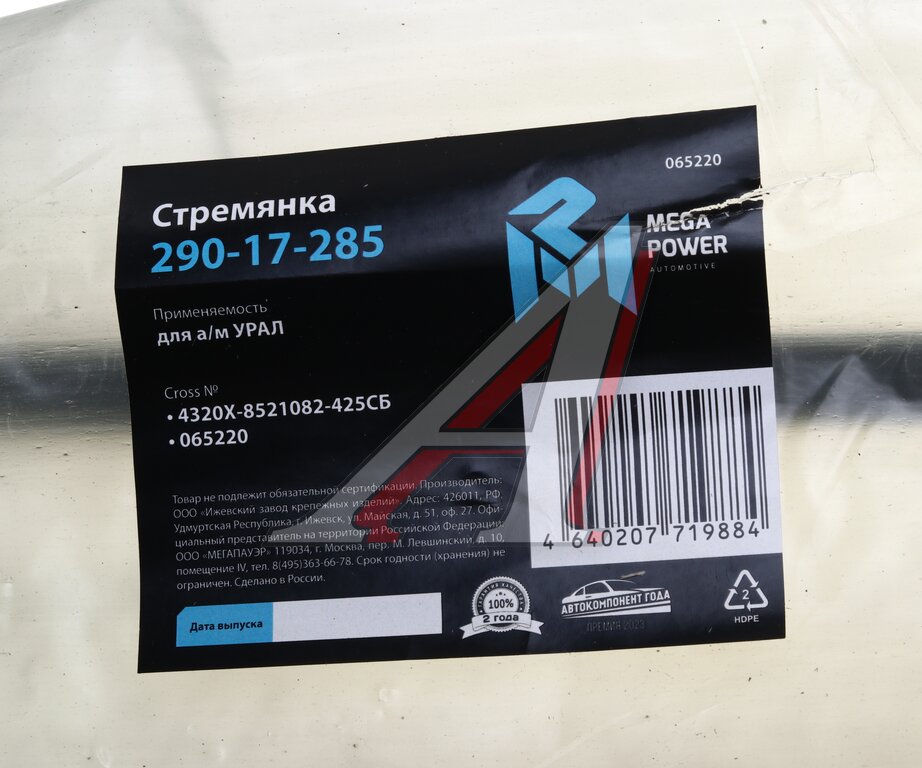 065220
Стремянка
290-17-285
MEGA
POWER
AUTOMOTIVE
Применяемость
для а/м УРАЛ
Cross №
• 4320Х-8521082-425СБ
• 065220
Товар не подлежит обязательной сертификации. Производитель:
ООО «Ижевский завод крепежных изделий». Адрес: 426011, РФ,
Удмуртская Республика, г. Ижевск, ул. Майская, д. 51, оф. 27. Офи-
циальный представитель на территории Российской Федерации:
ООО «МЕГАПАУЭР» 119034, г. Москва, пер. М. Левшинский, д. 10,
помещение IV, тел. 8(495)363-66-78. Срок годности (хранения) не
ограничен. Сделано в России.
4 640207 719884
Дата выпуска
ГАРАНТИЯ КАЧЕСТВА
100%
2 года
АВТОКОМПОНЕНТ ГОДА
ПРЕМИЯ 2023
2
HDPE